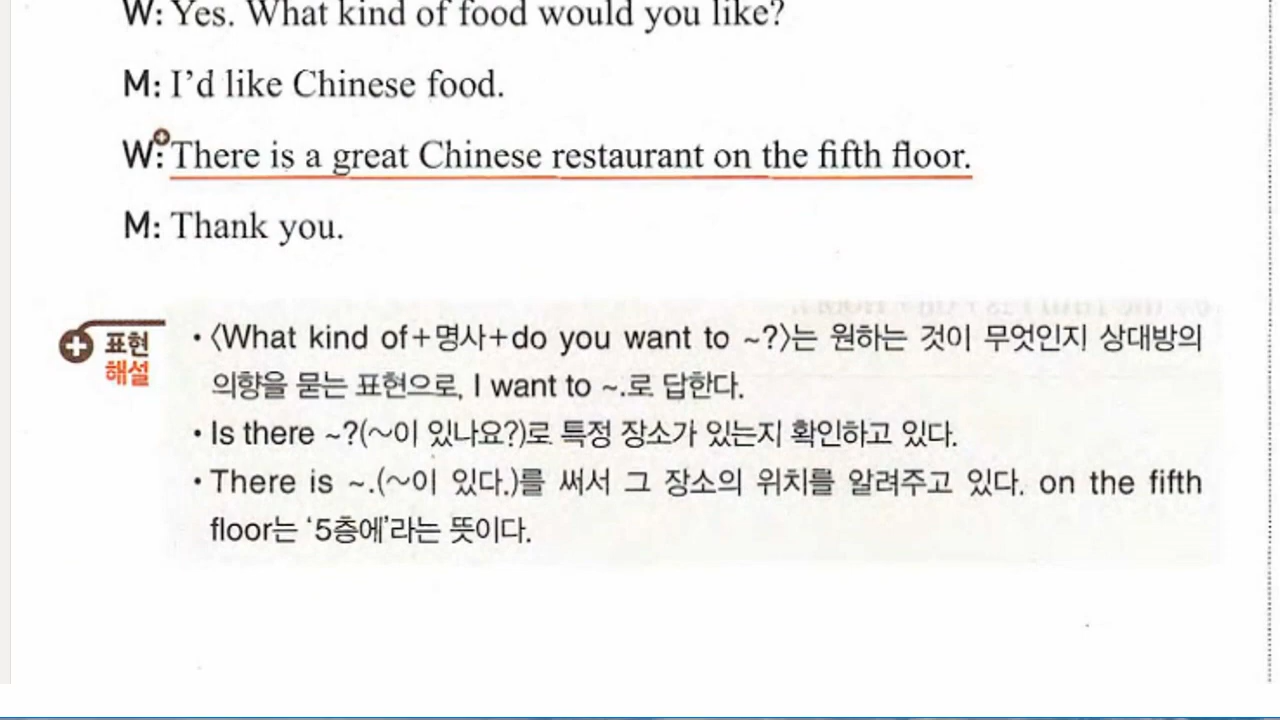 W: Yes. What kind of food would you like?
M: I'd like Chinese food.
W: There is a great Chinese restaurant on the fifth floor.
M: Thank you.
표현
해설
• 〈What kind of+명사+do you want to ~?〉는 원하는 것이 무엇인지 상대방의
의향을 묻는 표현으로, I want to ~.로 답한다.
• Is there ~?(～이 있나요?)로 특정 장소가 있는지 확인하고 있다.
• There is ~.(～이 있다.)를 써서 그 장소의 위치를 알려주고 있다. on the fifth
floor는 ‘5층에’라는 뜻이다.